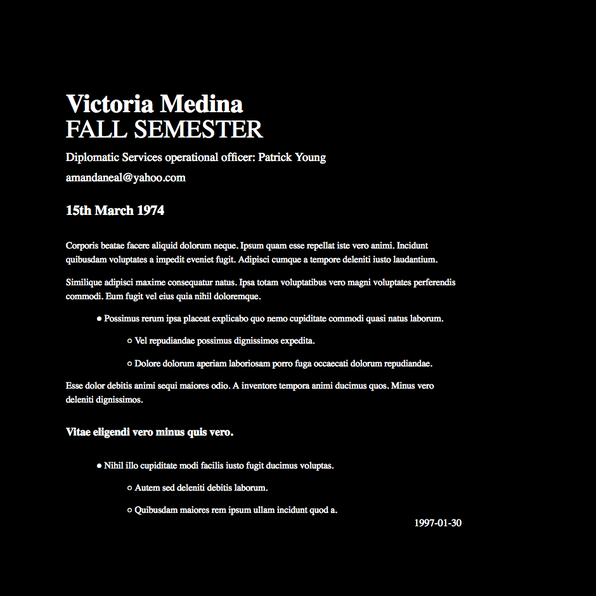 Victoria Medina
FALL SEMESTER
Diplomatic Services operational officer: Patrick Young
amandaneal@yahoo.com
15th March 1974
Corporis beatae facere aliquid dolorum neque. Ipsum quam esse repellat iste vero animi. Incidunt
quibusdam voluptates a impedit eveniet fugit. Adipisci cumque a tempore deleniti iusto laudantium.
Similique adipisci maxime consequatur natus. Ipsa totam voluptatibus vero magni voluptates perferendis
commodi. Eum fugit vel eius quia nihil doloremque.
Possimus rerum ipsa placeat explicabo quo nemo cupiditate commodi quasi natus laborum.
Vel repudiandae possimus dignissimos expedita.
Dolore dolorum aperiam laboriosam porro fuga occaecati dolorum repudiandae.
Esse dolor debitis animi sequi maiores odio. A inventore tempora animi ducimus quos. Minus vero
deleniti dignissimos.
Vitae eligendi vero minus quis vero.
Nihil illo cupiditate modi facilis iusto fugit ducimus voluptas.
Autem sed deleniti debitis laborum.
Quibusdam maiores rem ipsum ullam incidunt quod a.
1997-01-30